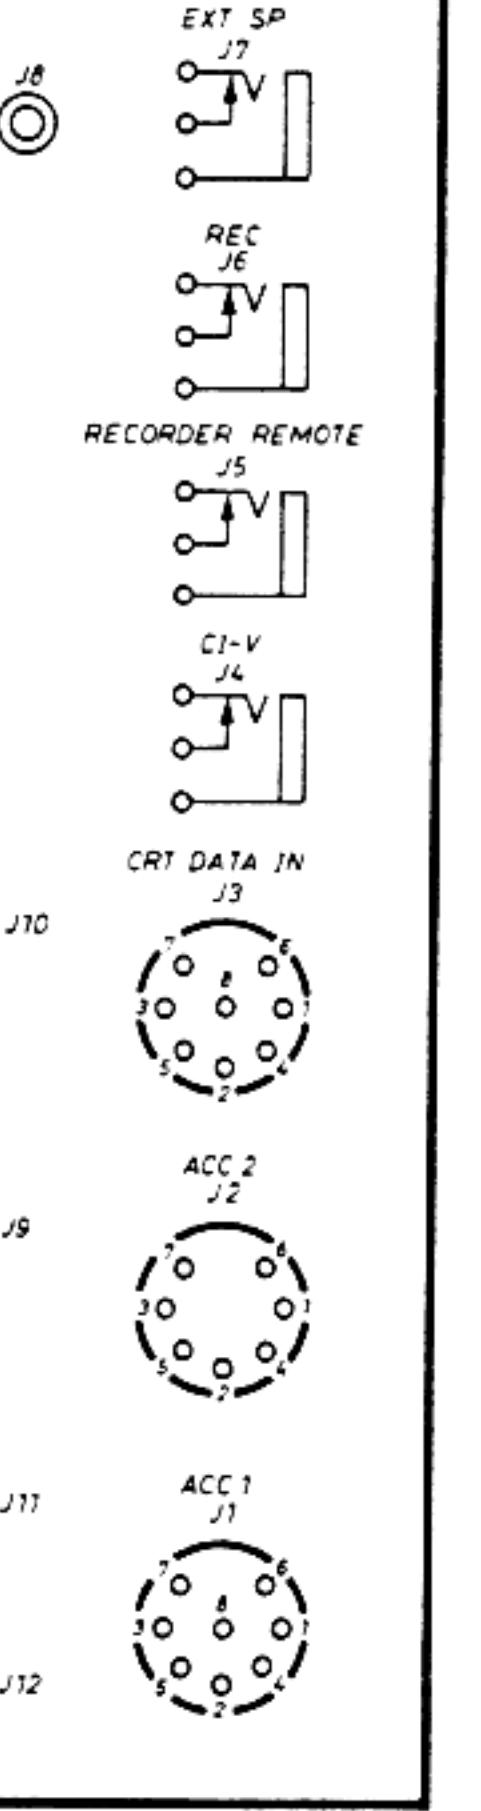 EXT SP
J7
J8
REC
J6
RECORDER REMOTE
J5
CI-V
J4
CRT DATA IN
J3
J10
7 6
8
3 1
5 4
2
ACC 2
J2
J9
7 6
3 1
5 4
2
ACC 1
J1
J11
7 6
8
3 1
5 4
2
J12